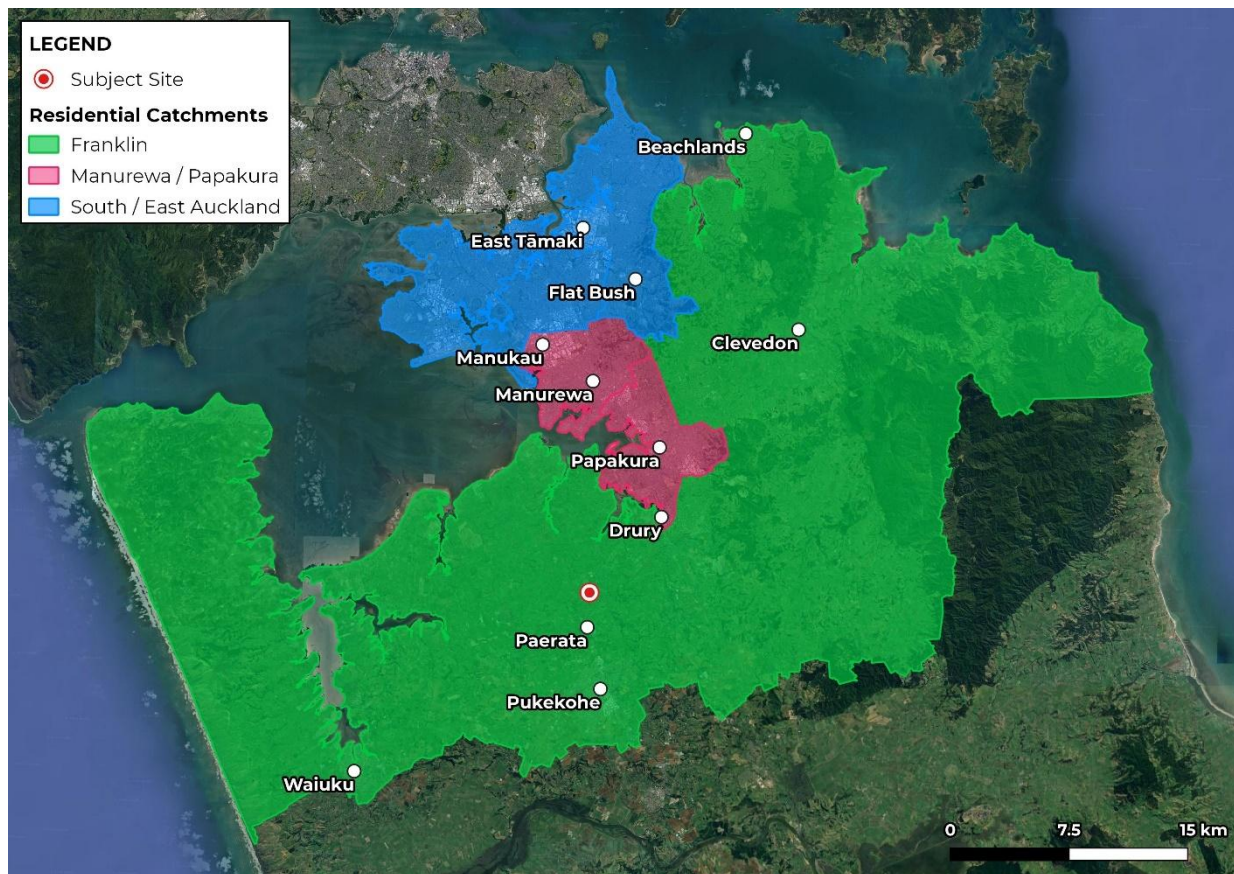 LEGEND
Subject Site
Residential Catchments
Franklin
Manurewa / Papakura
South / East Auckland
Beachlands
East Tāmaki
Flat Bush
Clevedon
Manukau
Manurewa
Papakura
Drury
Paerata
Pukekohe
Waiuku
0 7.5 15 km